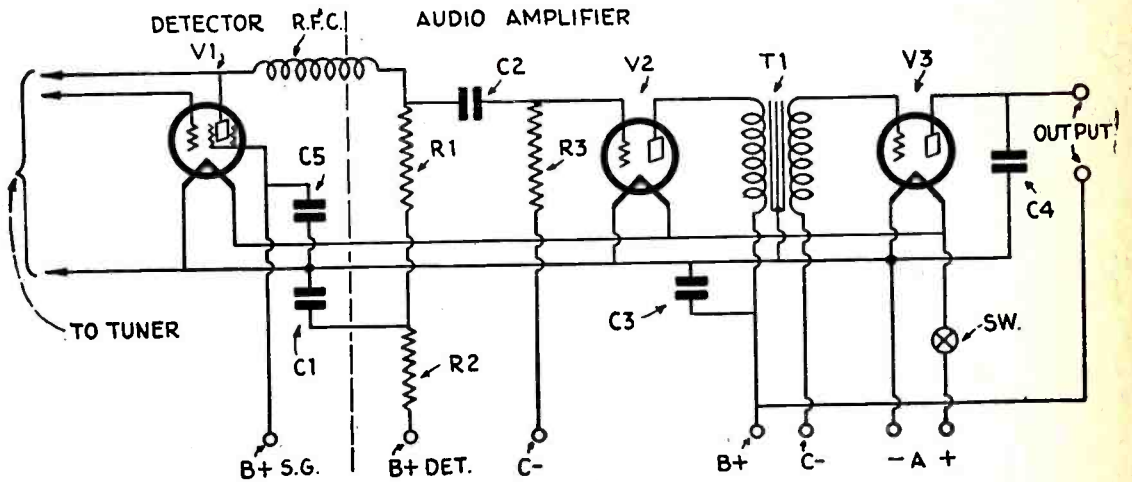 DETECTOR
V1
R.F.C.
AUDIO AMPLIFIER
C2
V2
T1
V3
OUTPUT
C5
R1
R3
C4
C3
SW.
TO TUNER
C1
R2
B+ S.G.
B+ DET.
C-
B+
C-
- A +